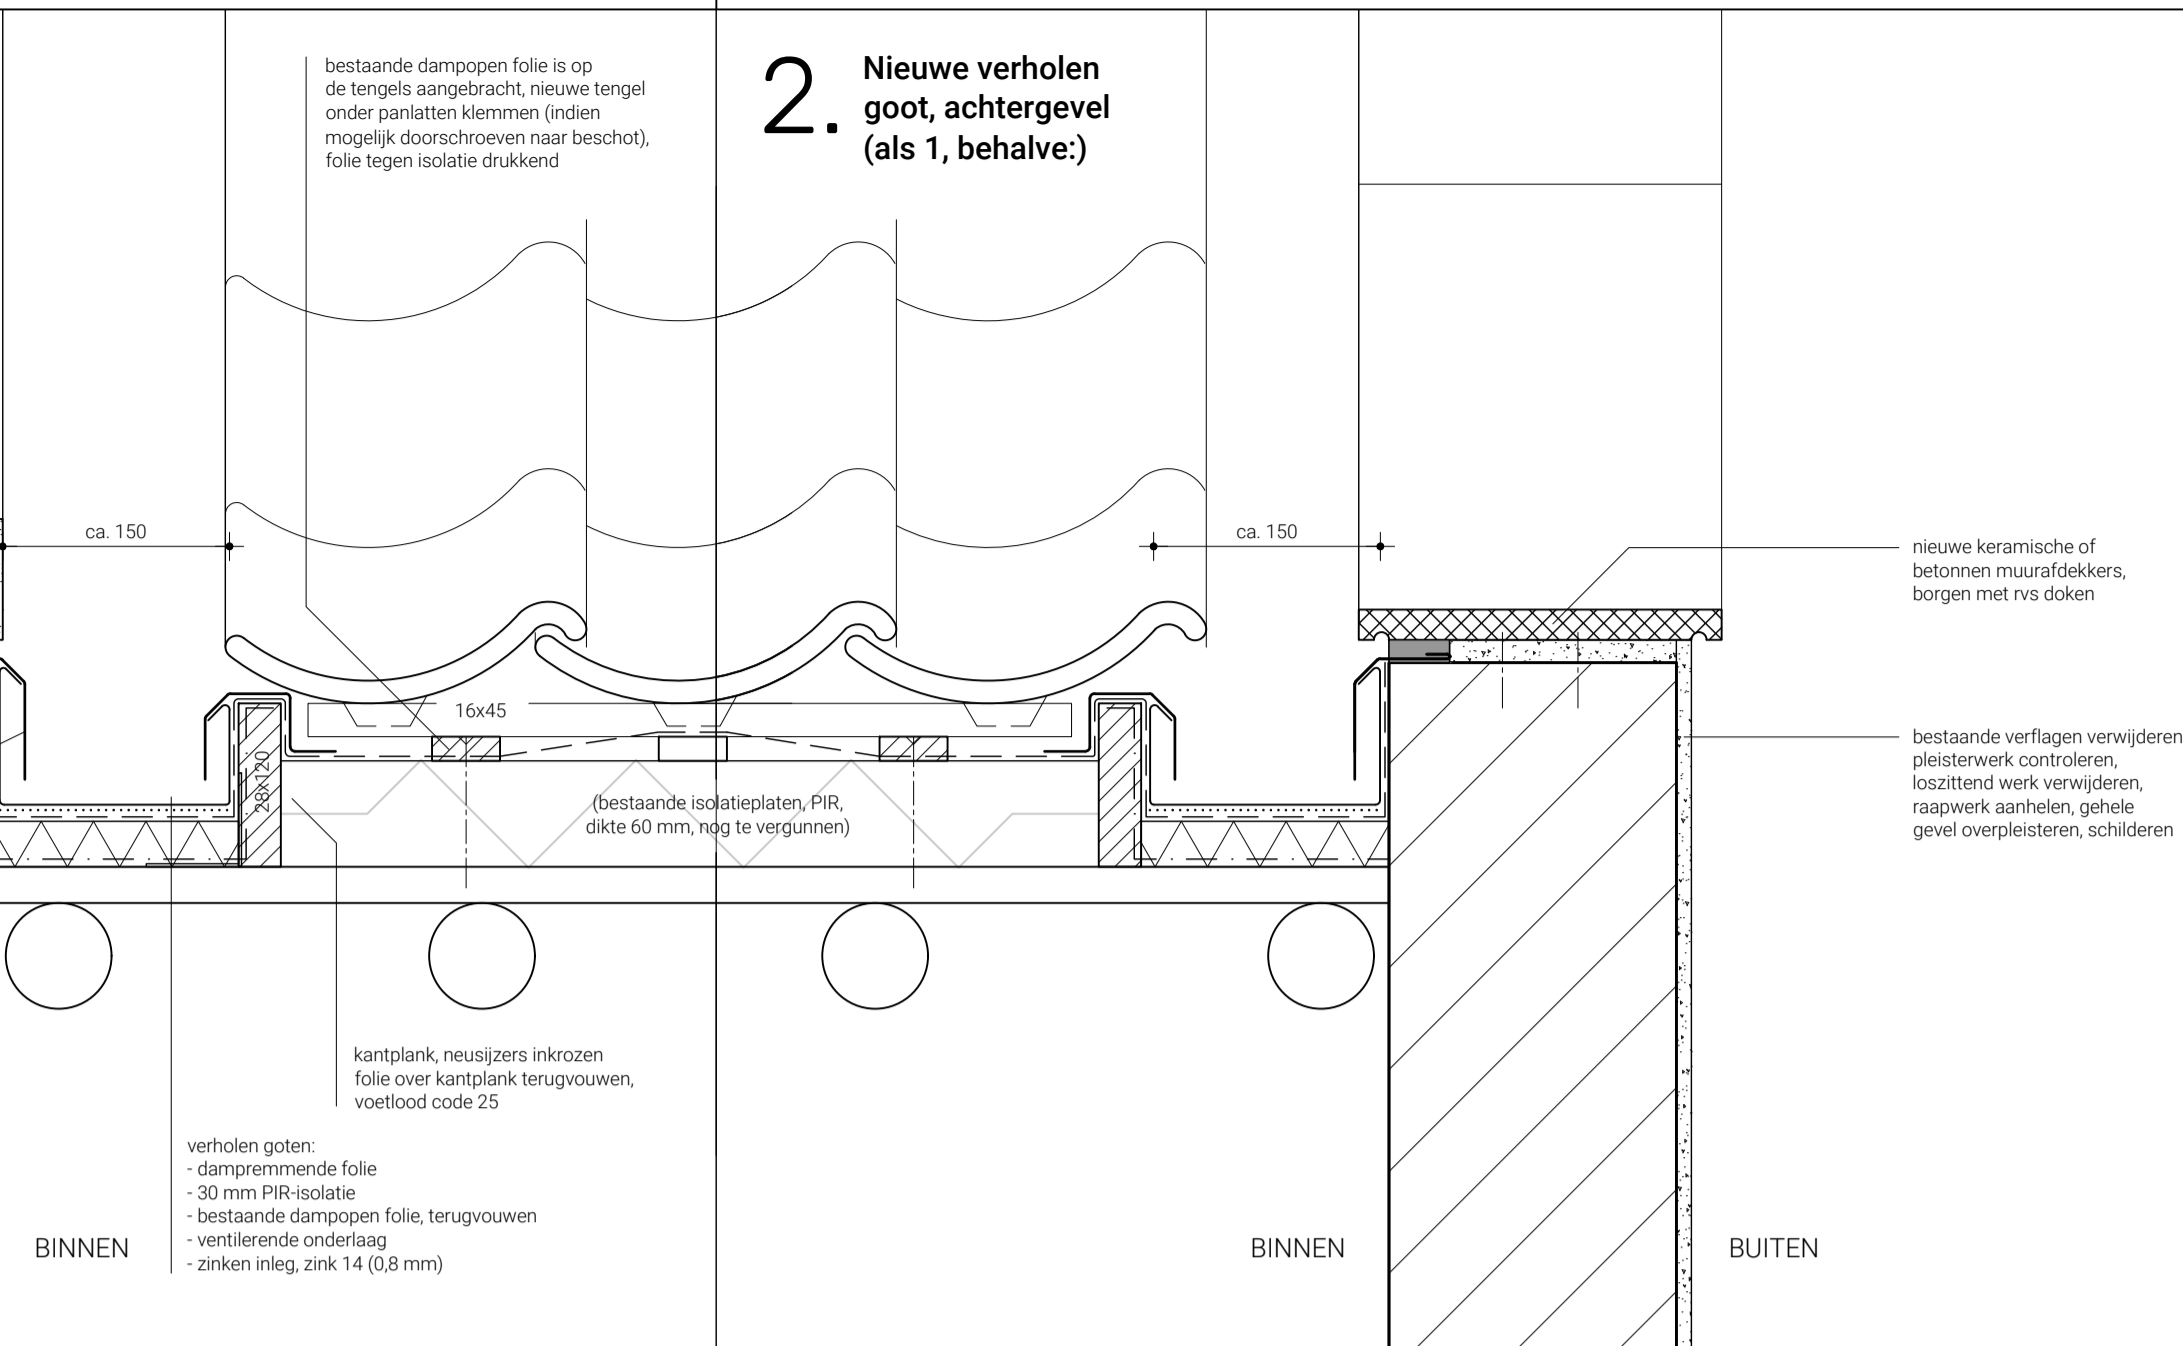 bestaande dampopen folie is op
de tengels aangebracht, nieuwe tengel
onder panlatten klemmen (indien
mogelijk doorschroeven naar beschot),
folie tegen isolatie drukkend
2.
Nieuwe verholen
goot, achtergevel
(als 1, behalve:)
ca. 150
ca. 150
nieuwe keramische of
betonnen muurafdekkers,
borgen met rvs doken
16x45
28x120
(bestaande isolatieplaten, PIR,
dikte 60 mm, nog te vergunnen)
bestaande verflagen verwijderen
pleisterwerk controleren,
loszittend werk verwijderen,
raapwerk aanhelen, gehele
gevel overpleisteren, schilderen
kantplank, neusijzers inkrozen
folie over kantplank terugvouwen,
voetlood code 25
verholen goten:
- dampremmende folie
- 30 mm PIR-isolatie
- bestaande dampopen folie, terugvouwen
- ventilerende onderlaag
- zinken inleg, zink 14 (0,8 mm)
BINNEN
BINNEN
BUITEN